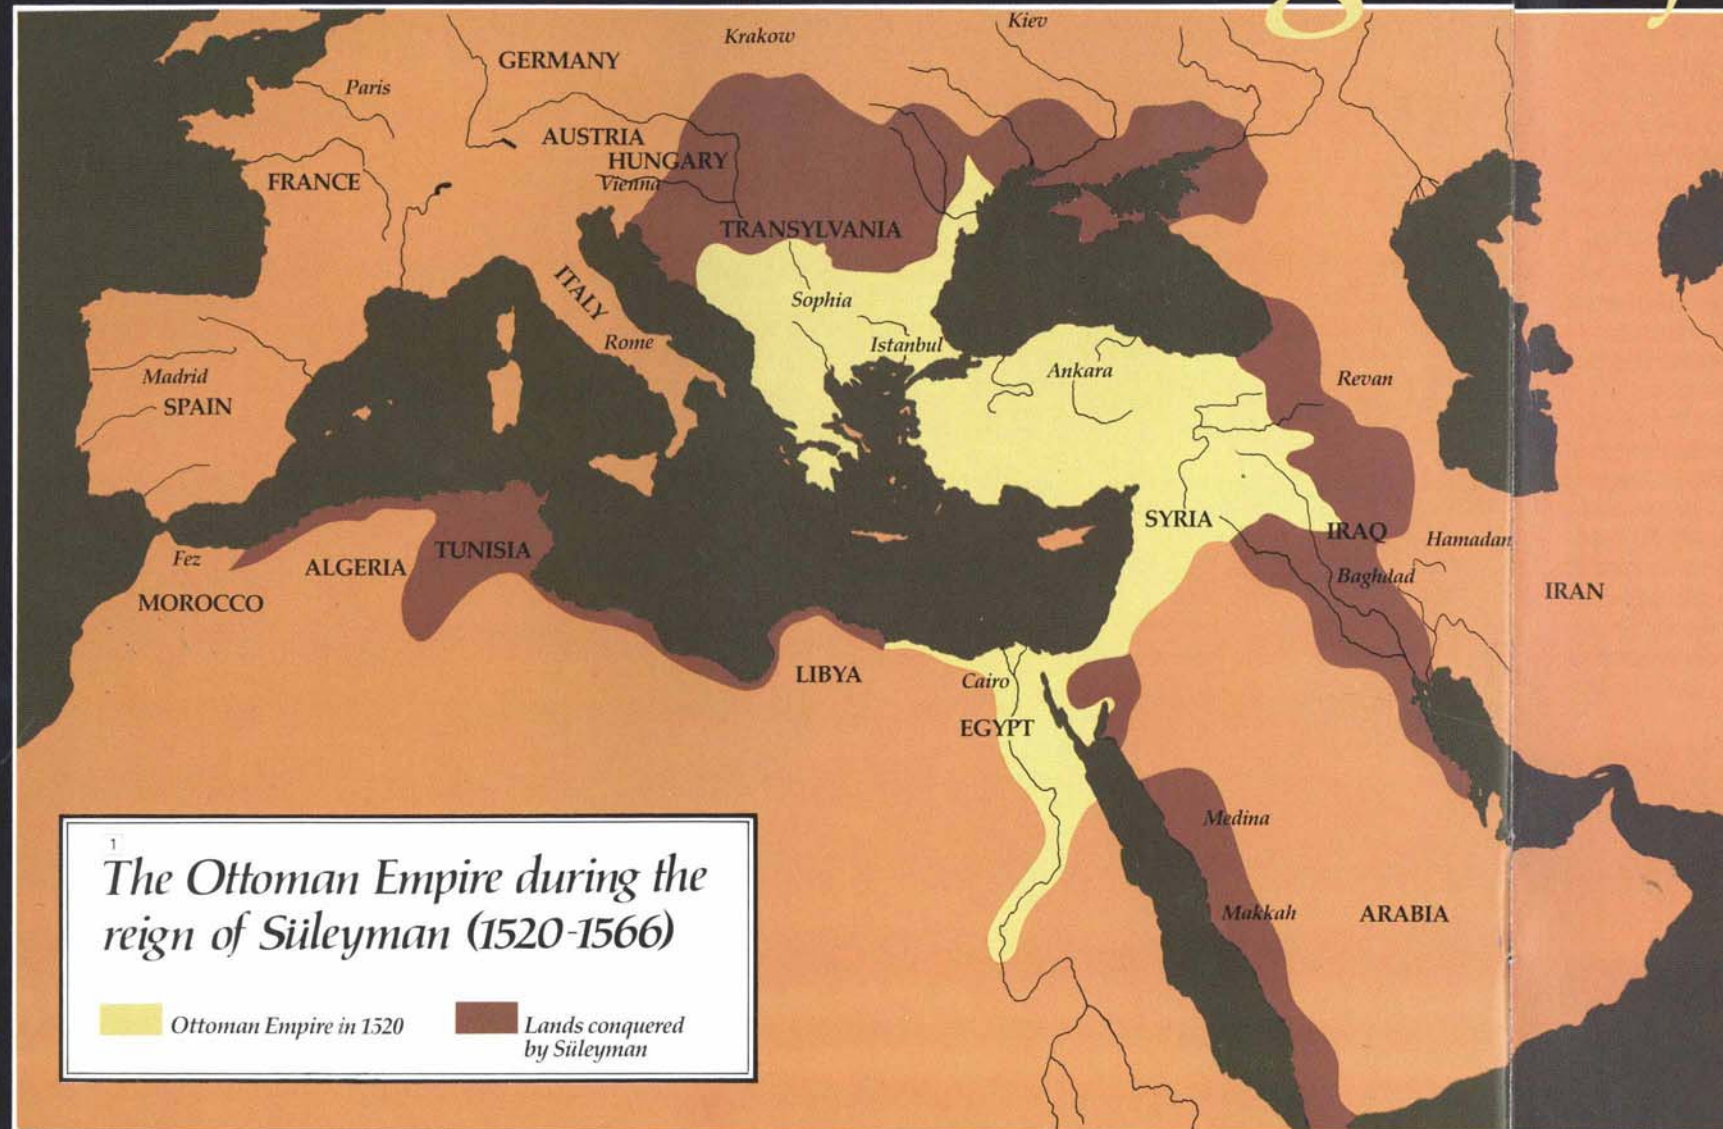 Kiev
Krakow
GERMANY
Paris
AUSTRIA
HUNGARY
Vienna
FRANCE
TRANSYLVANIA
ITALY
Sophia
Rome
Istanbul
Ankara
Madrid
SPAIN
Revan
SYRIA
IRAQ
Hamadan
TUNISIA
Fez
ALGERIA
Baghdad
IRAN
MOROCCO
LIBYA
Cairo
EGYPT
Medina
Makkah
ARABIA
1
The Ottoman Empire during the
reign of Süleyman (1520-1566)
Ottoman Empire in 1520
Lands conquered
by Süleyman